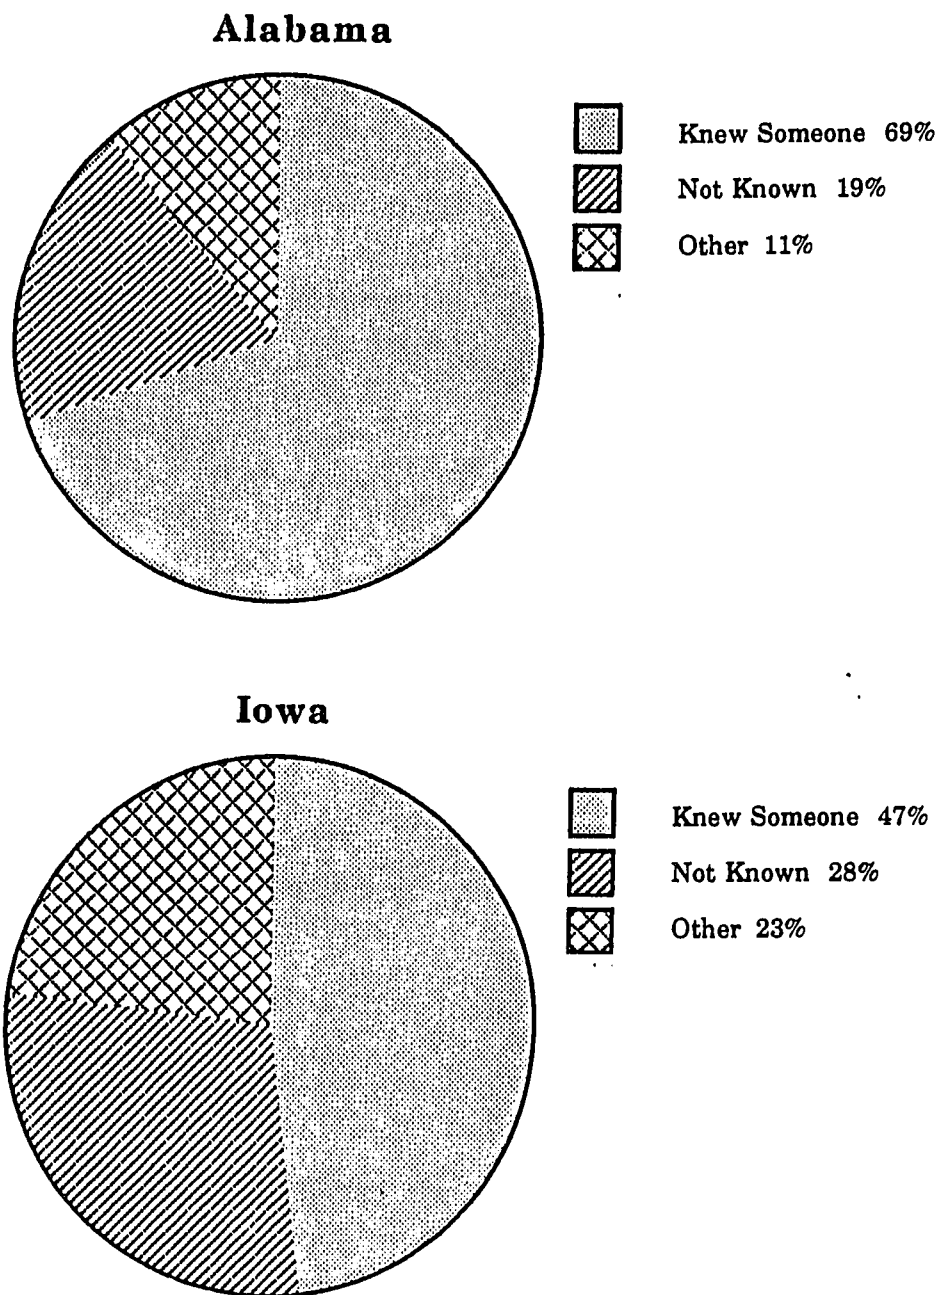 Alabama
Knew Someone 69%
Not Known 19%
Other 11%
Iowa
Knew Someone 47%
Not Known 28%
Other 23%